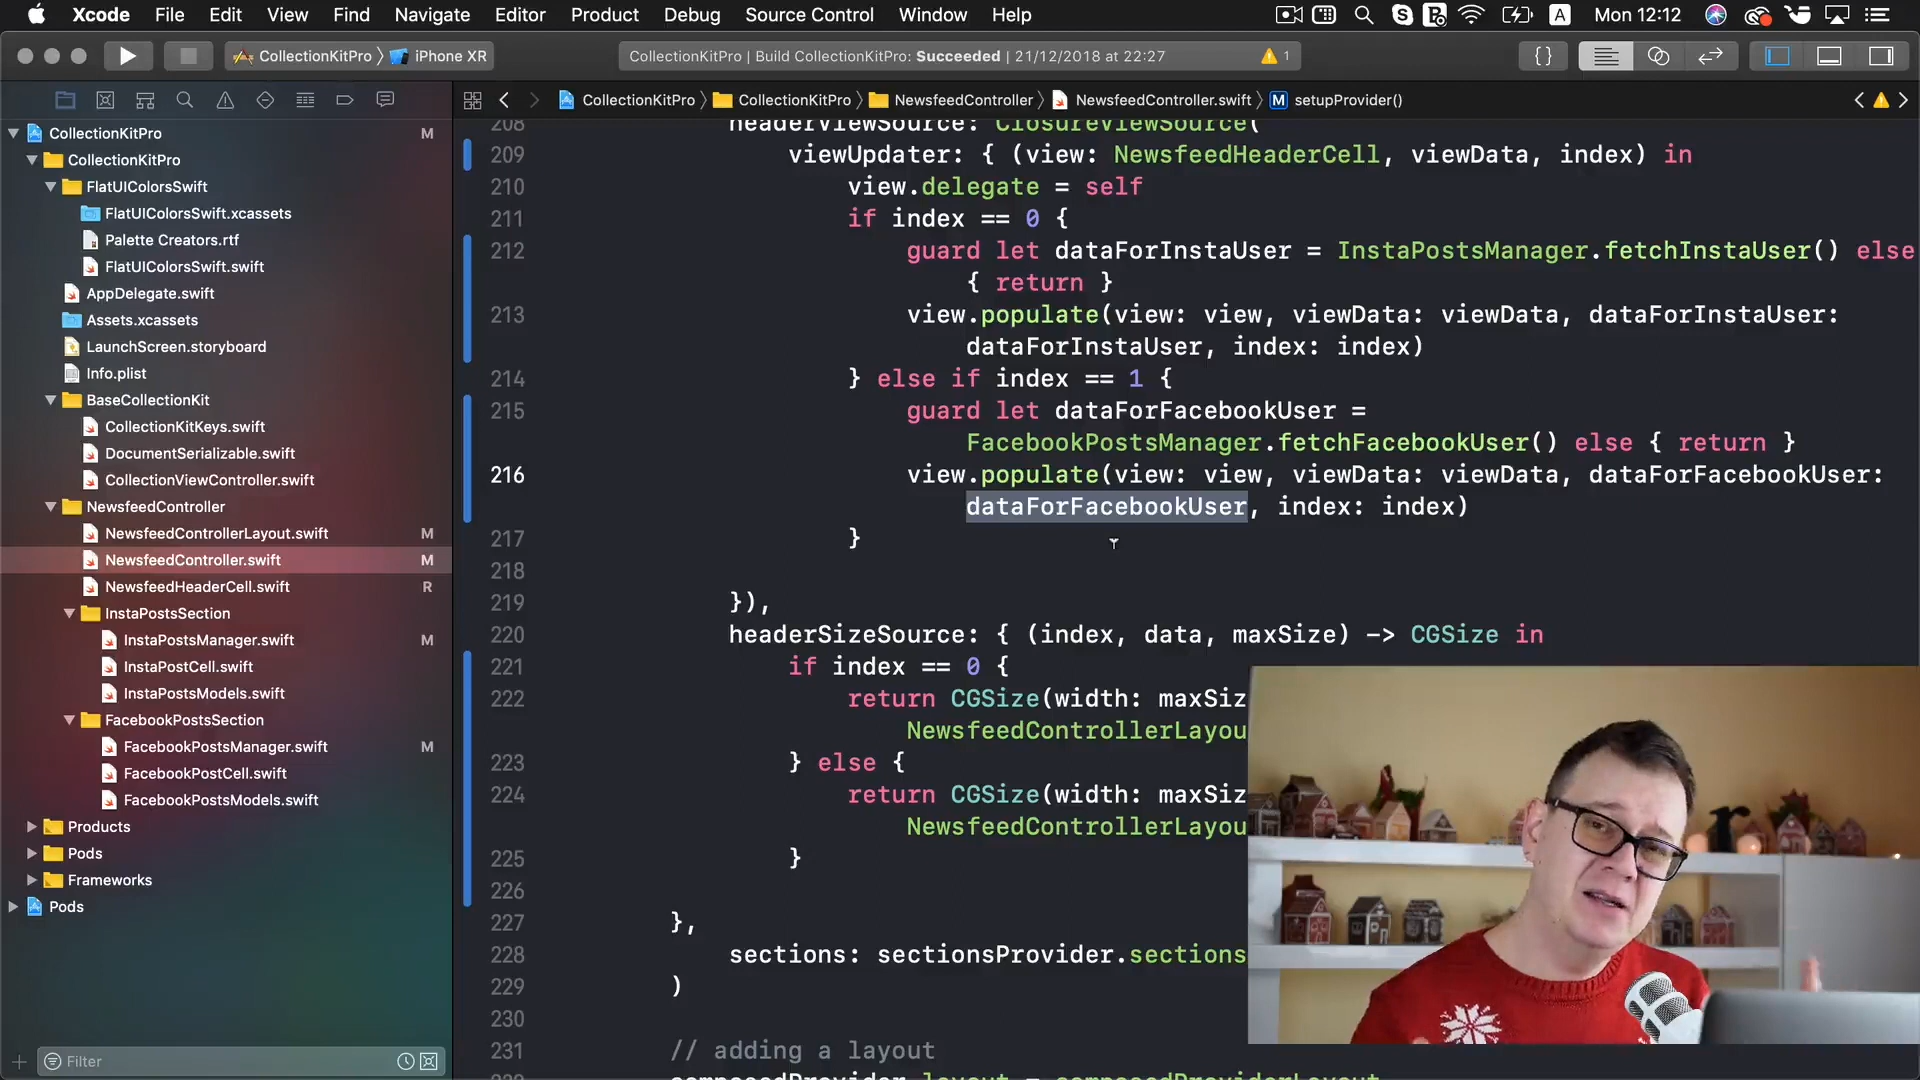 Xcode File Edit View Find Navigate Editor Product Debug Source Control Window Help Mon 12:12
CollectionKitPro iPhone XR
CollectionKitPro | Build CollectionKitPro: Succeeded | 21/12/2018 at 22:27 1
CollectionKitPro CollectionKitPro NewsfeedController NewsfeedController.swift M setupProvider()
CollectionKitPro M
CollectionKitPro
FlatUIColorsSwift
FlatUIColorsSwift.xcassets
Palette Creators.rtf
FlatUIColorsSwift.swift
AppDelegate.swift
Assets.xcassets
LaunchScreen.storyboard
Info.plist
BaseCollectionKit
CollectionKitKeys.swift
DocumentSerializable.swift
CollectionViewController.swift
NewsfeedController
NewsfeedControllerLayout.swift M
NewsfeedController.swift M
NewsfeedHeaderCell.swift R
InstaPostsSection
InstaPostsManager.swift M
InstaPostCell.swift
InstaPostsModels.swift
FacebookPostsSection
FacebookPostsManager.swift M
FacebookPostCell.swift
FacebookPostsModels.swift
Products
Pods
Frameworks
Pods
Filter
208 headerViewSource: ClosureViewSource(
209 viewUpdater: { (view: NewsfeedHeaderCell, viewData, index) in
210 view.delegate = self
211 if index == 0 {
212 guard let dataForInstaUser = InstaPostsManager.fetchInstaUser() else
{ return }
213 view.populate(view: view, viewData: viewData, dataForInstaUser:
dataForInstaUser, index: index)
214 } else if index == 1 {
215 guard let dataForFacebookUser =
FacebookPostsManager.fetchFacebookUser() else { return }
216 view.populate(view: view, viewData: viewData, dataForFacebookUser:
dataForFacebookUser, index: index)
217 }
218
219 }),
220 headerSizeSource: { (index, data, maxSize) -> CGSize in
221 if index == 0 {
222 return CGSize(width: maxSiz
NewsfeedControllerLayou
223 } else {
224 return CGSize(width: maxSiz
NewsfeedControllerLayou
225 }
226
227 },
228 sections: sectionsProvider.sections
229 )
230
231 // adding a layout
composedProvider.layout = composedProviderLayout